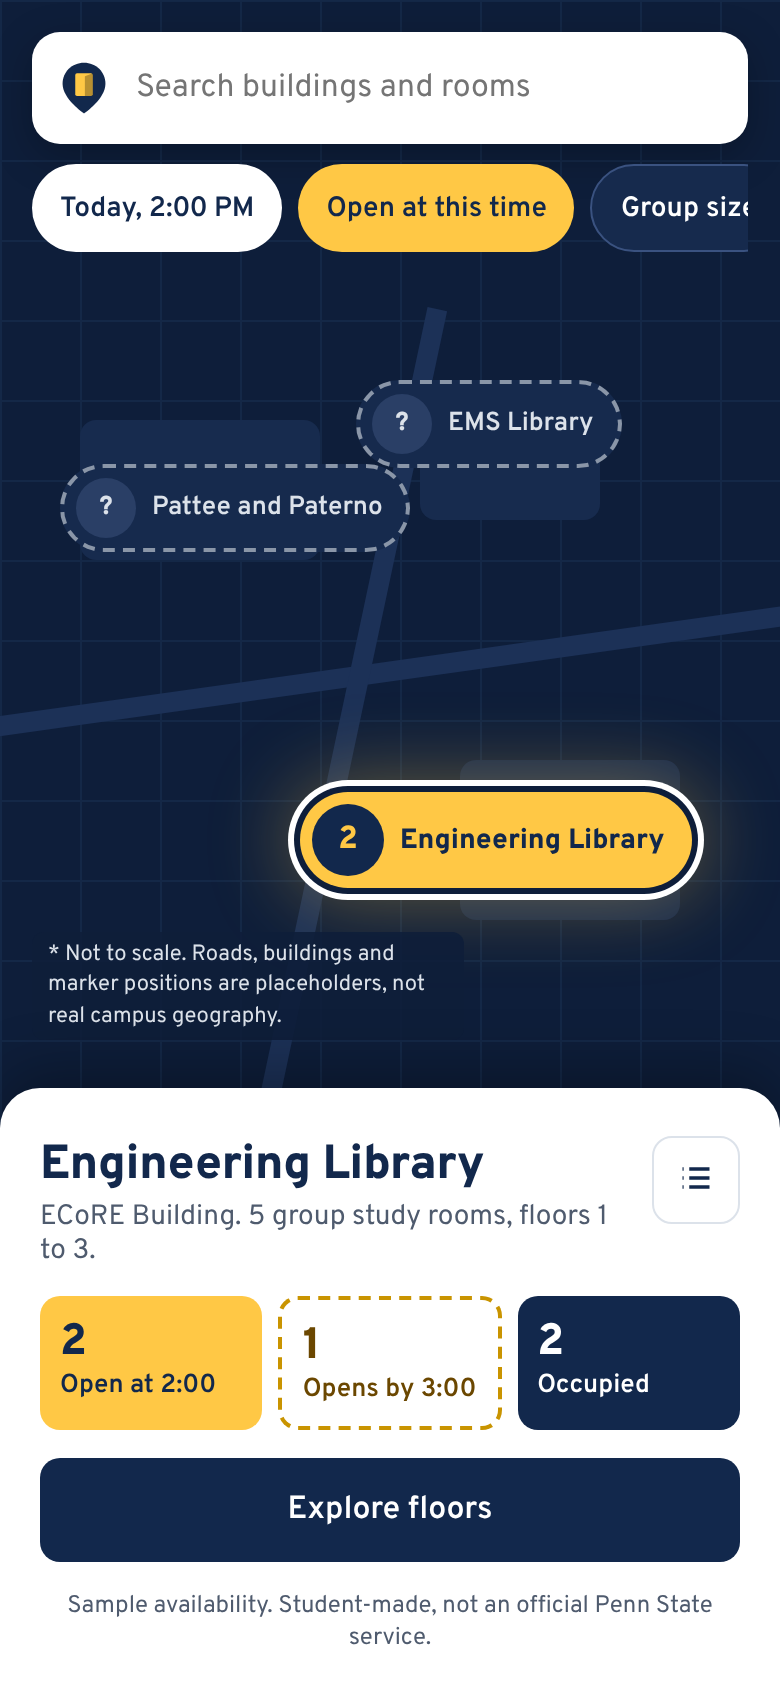 Search buildings and rooms
Today, 2:00 PM
Open at this time
Group size
? EMS Library
? Pattee and Paterno
2 Engineering Library
* Not to scale. Roads, buildings and
marker positions are placeholders, not
real campus geography.
Engineering Library
ECoRE Building. 5 group study rooms, floors 1
to 3.
2
Open at 2:00
1
Opens by 3:00
2
Occupied
Explore floors
Sample availability. Student-made, not an official Penn State
service.